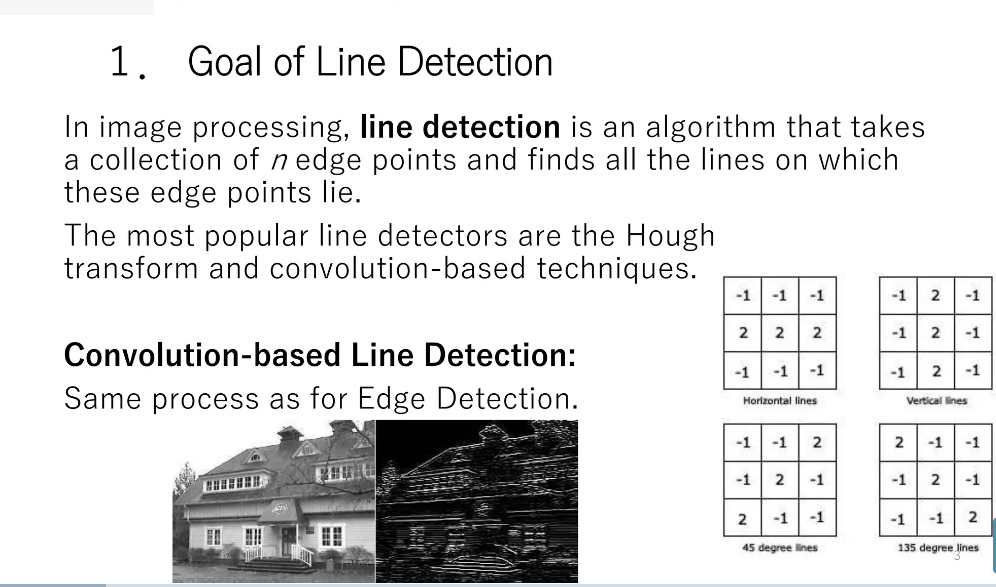 1. Goal of Line Detection
In image processing, line detection is an algorithm that takes
a collection of n edge points and finds all the lines on which
these edge points lie.
The most popular line detectors are the Hough
transform and convolution-based techniques.
Convolution-based Line Detection:
Same process as for Edge Detection.
-1 -1 -1
2 2 2
-1 -1 -1
Horizontal lines
-1 2 -1
-1 2 -1
-1 2 -1
Vertical lines
-1 -1 2
-1 2 -1
2 -1 -1
45 degree lines
2 -1 -1
-1 2 -1
-1 -1 2
135 degree lines
3